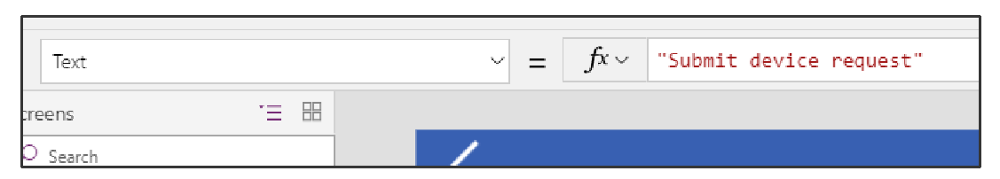 Text = fx "Submit device request"
creens
Search